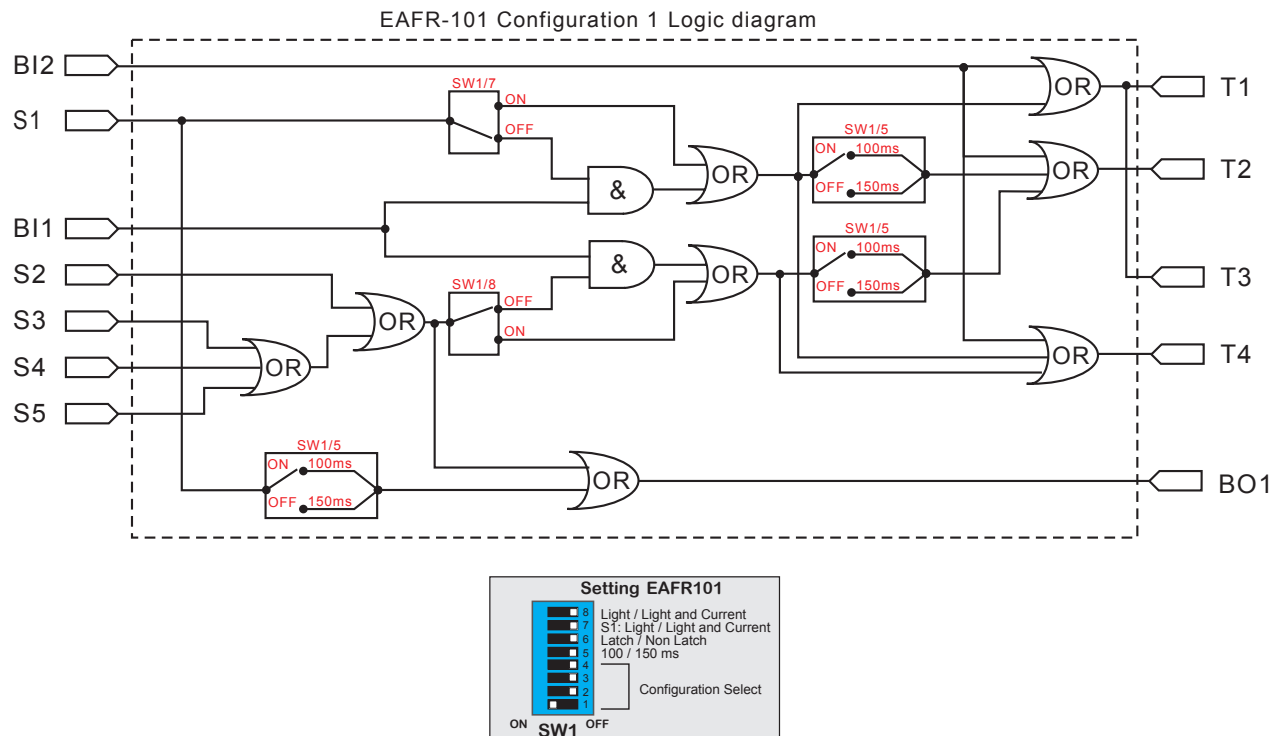 EAFR-101 Configuration 1 Logic diagram
BI2
S1
BI1
S2
S3
S4
S5
SW1/7
ON
OFF
&
OR
SW1/5
ON 100ms
OFF 150ms
OR
T1
OR
T2
&
SW1/8
OFF
ON
OR
OR
OR
SW1/5
ON 100ms
OFF 150ms
T3
OR
T4
SW1/5
ON 100ms
OFF 150ms
OR
BO1
Setting EAFR101
8 Light / Light and Current
7 S1: Light / Light and Current
6 Latch / Non Latch
5 100 / 150 ms
4
3
2
1
Configuration Select
ON SW1 OFF